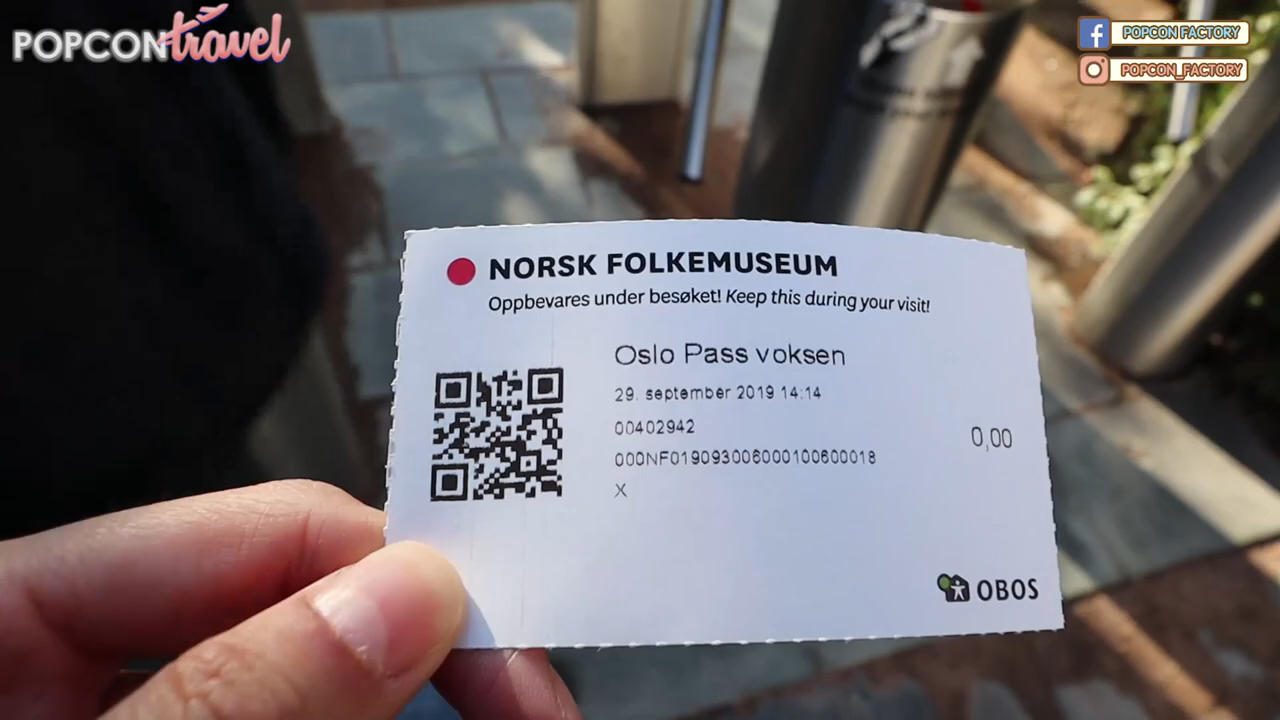 POPCONtravel
POPCON FACTORY
POPCON_FACTORY
NORSK FOLKEMUSEUM
Oppbevares under besøket! Keep this during your visit!
Oslo Pass voksen
29. september 2019 14:14
00402942
0,00
000NF019093006000100600018
X
OBOS